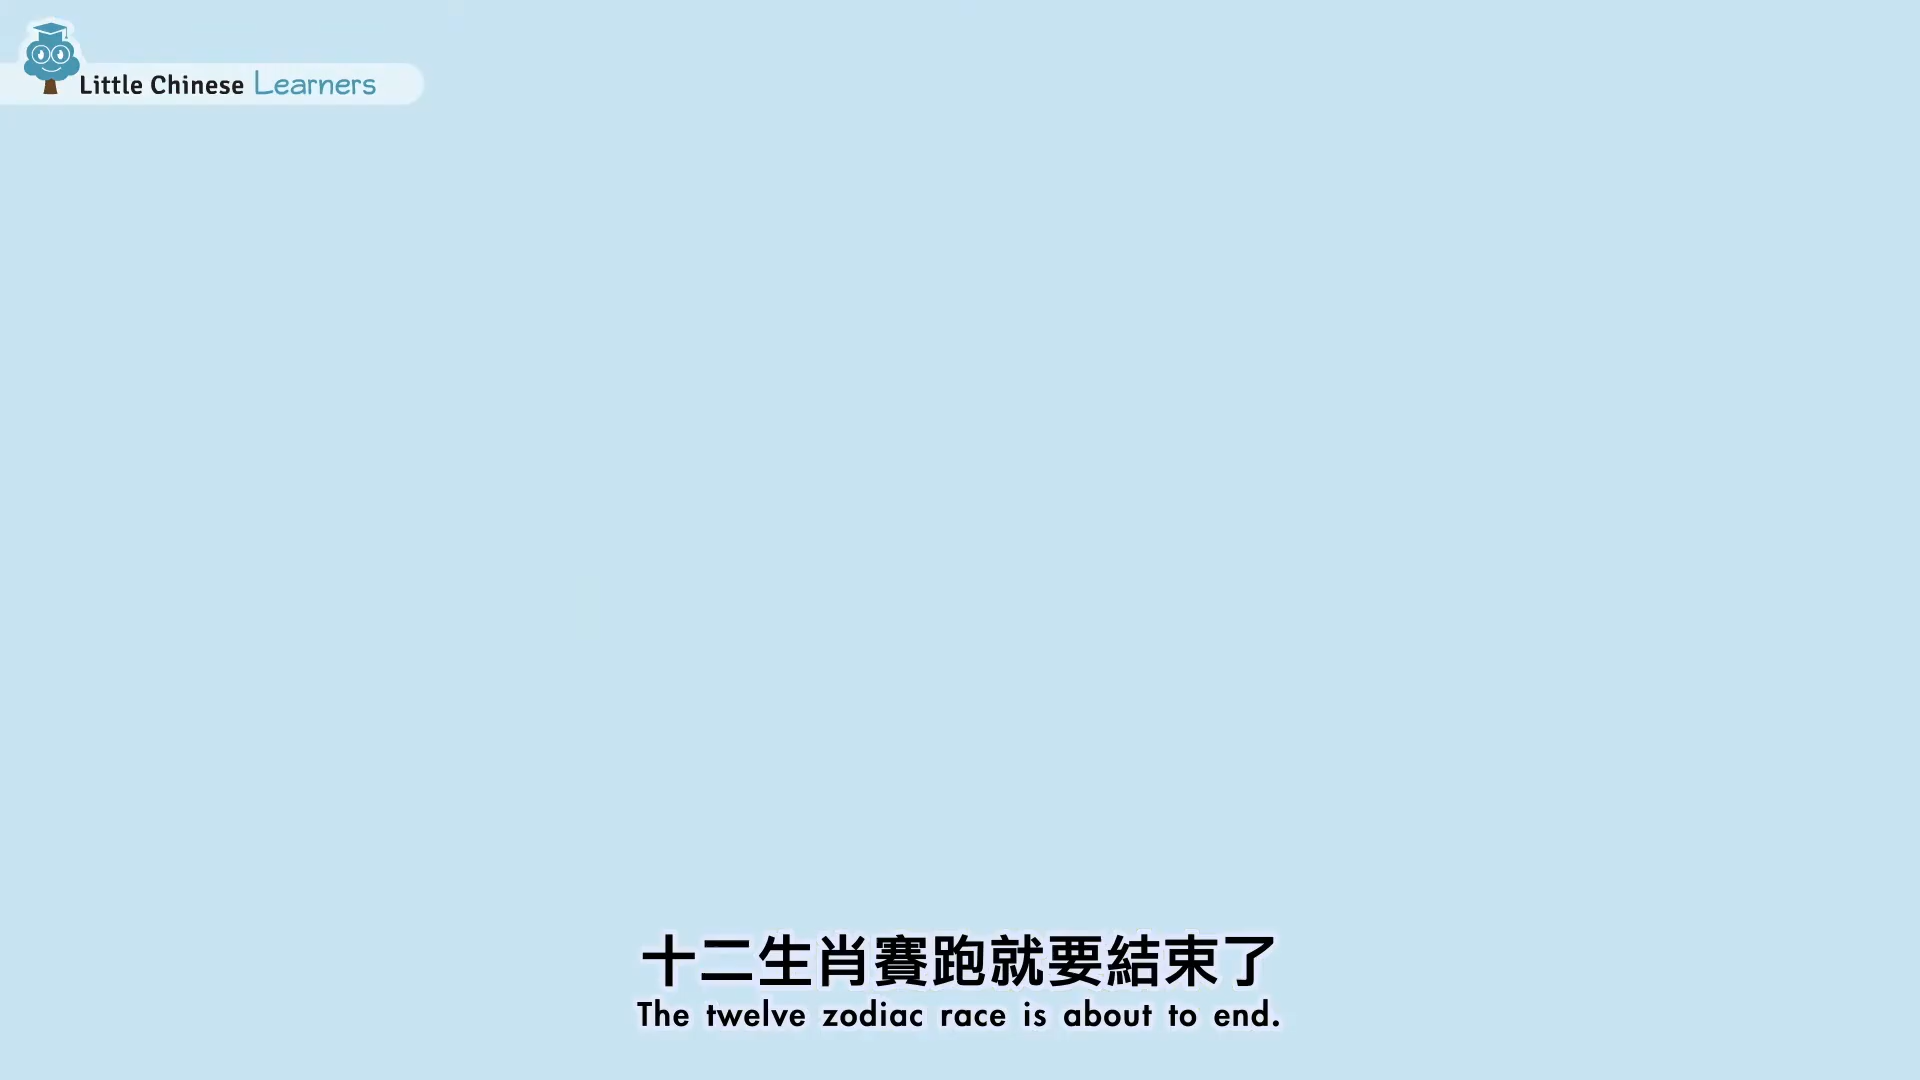 Little Chinese Learners
十二生肖賽跑就要結束了
The twelve zodiac race is about to end.